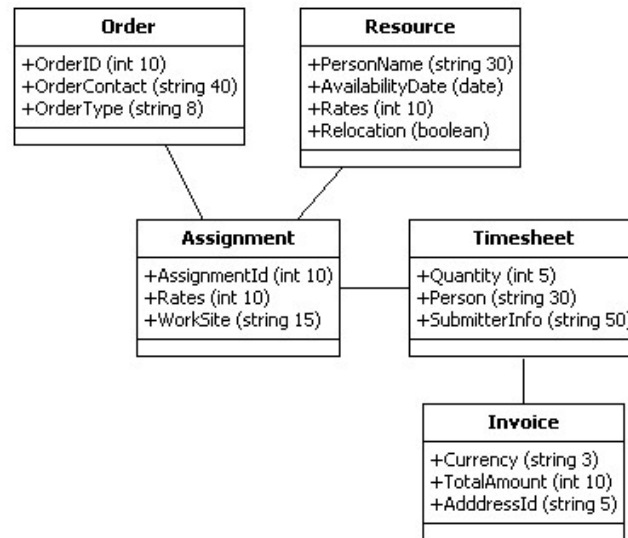 Order
+OrderID (int 10)
+OrderContact (string 40)
+OrderType (string 8)
Resource
+PersonName (string 30)
+AvailabilityDate (date)
+Rates (int 10)
+Relocation (boolean)
Assignment
+AssignmentId (int 10)
+Rates (int 10)
+WorkSite (string 15)
Timesheet
+Quantity (int 5)
+Person (string 30)
+SubmitterInfo (string 50)
Invoice
+Currency (string 3)
+TotalAmount (int 10)
+AdddressId (string 5)